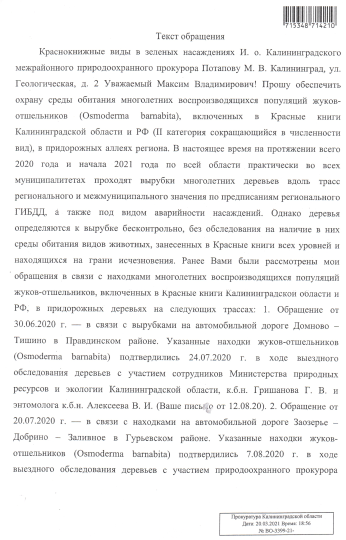 715348714210
Текст обращения
Краснокнижные виды в зеленых насаждениях И. о. Калининградского
межрайонного природоохранного прокурора Потапову М. В. Калининград, ул.
Геологическая, д. 2 Уважаемый Максим Владимирович! Прошу обеспечить
охрану среды обитания многолетних воспроизводящихся популяций жуков-
отшельников (Osmoderma barnabita), включенных в Красные книги
Калининградской области и РФ (II категория сокращающийся в численности
вид), в придорожных аллеях региона. В настоящее время на протяжении всего
2020 года и начала 2021 года по всей области практически во всех
муниципалитетах проходят вырубки многолетних деревьев вдоль трасс
регионального и межмуниципального значения по предписаниям регионального
ГИБДД, а также под видом аварийности насаждений. Однако деревья
определяются к вырубке бесконтрольно, без обследования на наличие в них
среды обитания видов животных, занесенных в Красные книги всех уровней и
находящихся на грани исчезновения. Ранее Вами были рассмотрены мои
обращения в связи с находками многолетних воспроизводящихся популяций
жуков-отшельников, включенных в Красные книги Калининградской области и
РФ, в придорожных деревьях на следующих трассах: 1. Обращение от
30.06.2020 г. — в связи с вырубками на автомобильной дороге Домново –
Тишино в Правдинском районе. Указанные находки жуков-отшельников
(Osmoderma barnabita) подтвердились 24.07.2020 г. в ходе выездного
обследования деревьев с участием сотрудников Министерства природных
ресурсов и экологии Калининградской области, к.б.н. Гришанова Г. В. и
энтомолога к.б.н. Алексеева В. И. (Ваше письмо от 12.08.20). 2. Обращение от
20.07.2020 г. — в связи с находками на автомобильной дороге Заозерье –
Добрино – Заливное в Гурьевском районе. Указанные находки жуков-
отшельников (Osmoderma barnabita) подтвердились 7.08.2020 г. в ходе
выездного обследования деревьев с участием природоохранного прокурора
Прокуратура Калининградской области
Дата: 20.03.2021 Время: 18:56
№ ВО-3399-21-